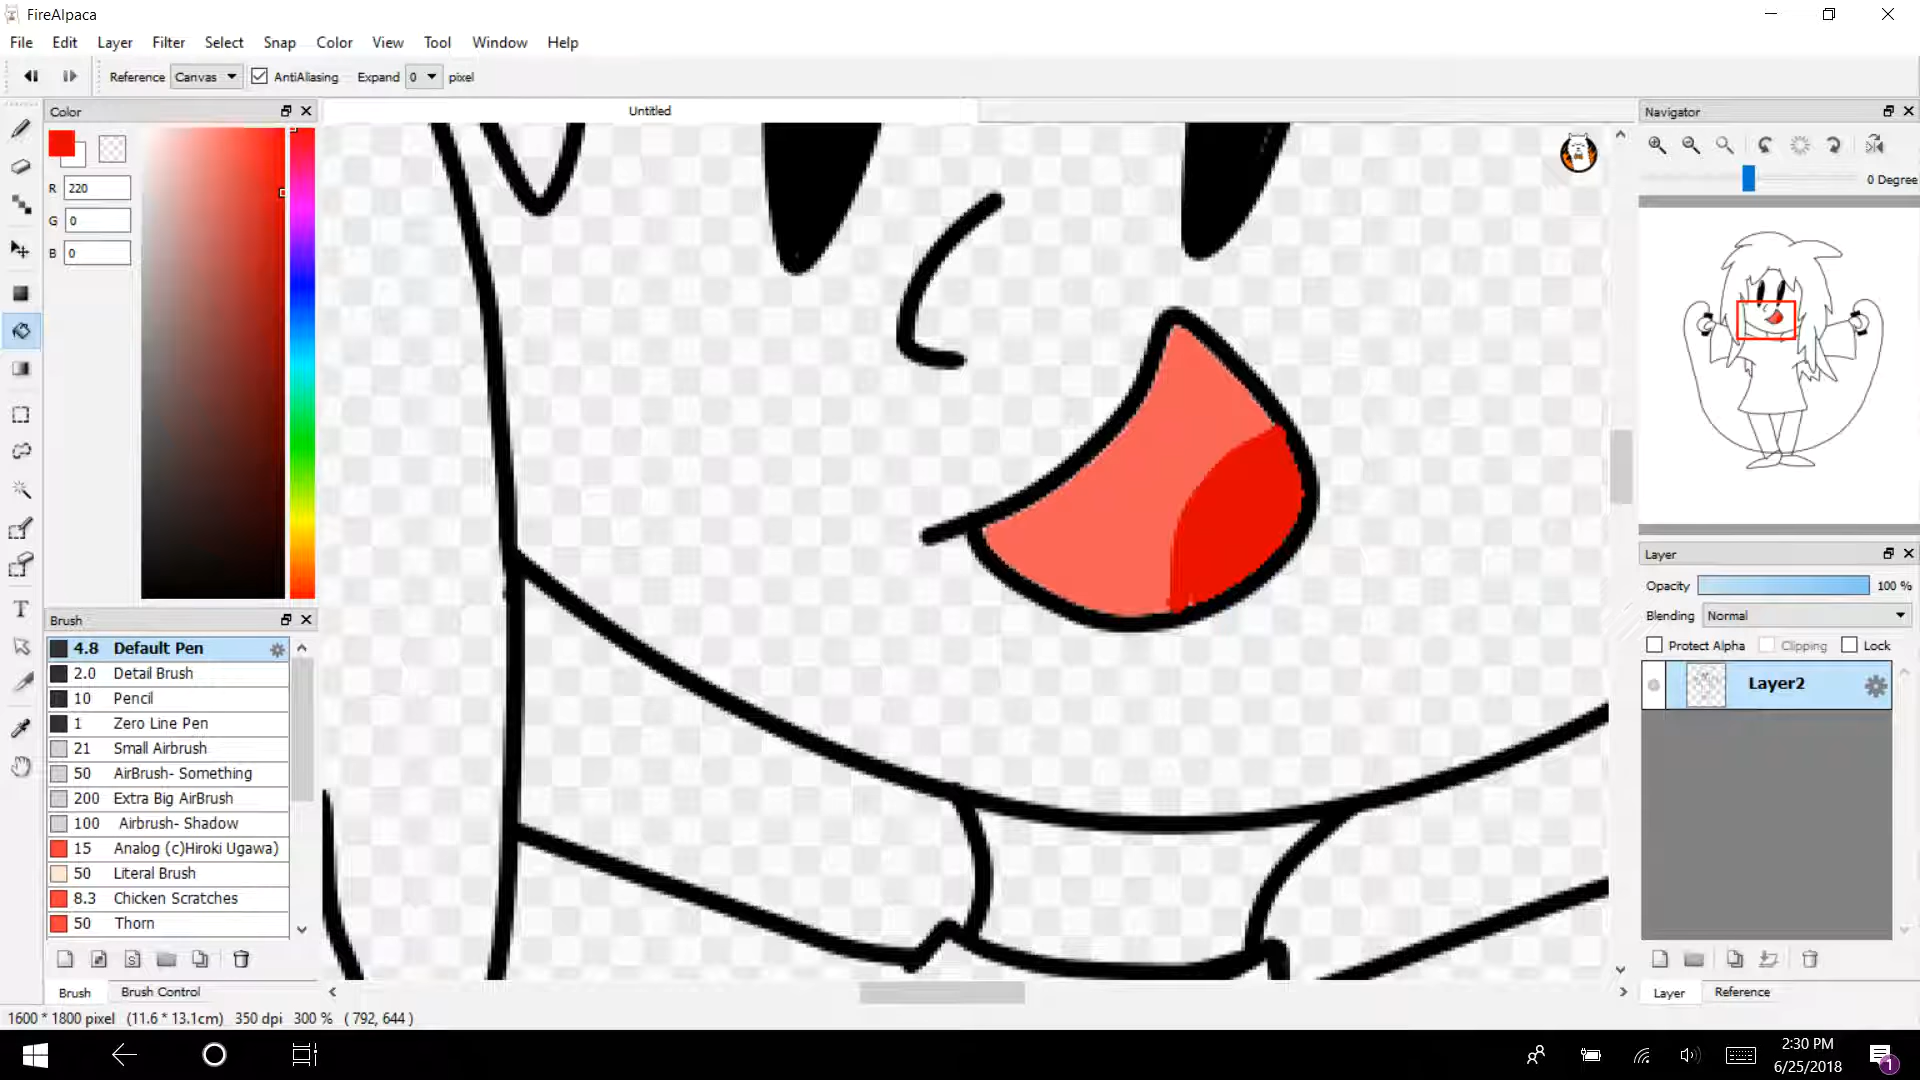 FireAlpaca
File Edit Layer Filter Select Snap Color View Tool Window Help
Reference Canvas AntiAliasing Expand 0 pixel
Color
Untitled
Navigator
R 220
G 0
B 0
0 Degree
Layer
Opacity 100 %
Blending Normal
Protect Alpha Clipping Lock
Layer2
Brush
4.8 Default Pen
2.0 Detail Brush
10 Pencil
1 Zero Line Pen
21 Small Airbrush
50 AirBrush- Something
200 Extra Big AirBrush
100 Airbrush- Shadow
15 Analog (c)Hiroki Ugawa)
50 Literal Brush
8.3 Chicken Scratches
50 Thorn
Brush Brush Control
Layer Reference
1600 * 1800 pixel (11.6 * 13.1cm) 350 dpi 300 % ( 792, 644 )
2:30 PM
6/25/2018
1